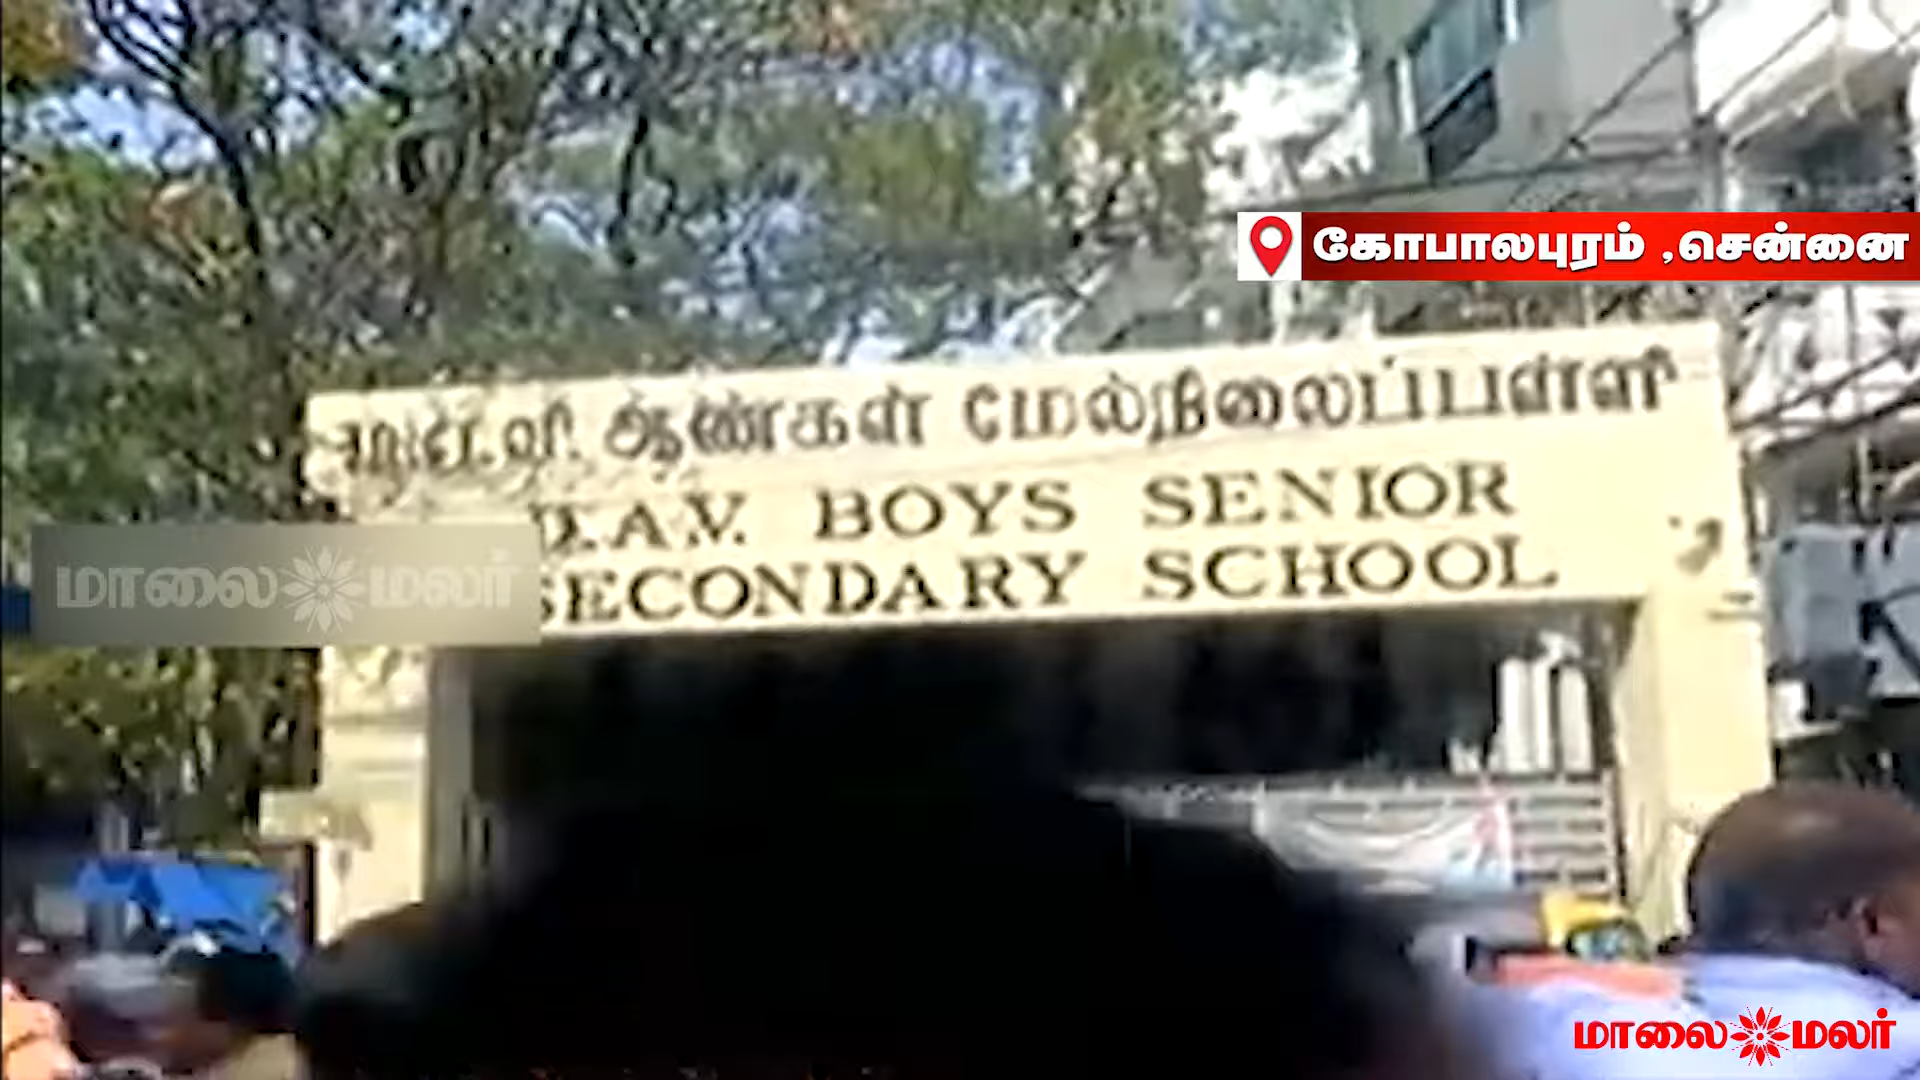 கோபாலபுரம் ,சென்னை
டி.ஏ.வி. ஆண்கள் மேல்நிலைப்பள்ளி
D.A.V. BOYS SENIOR
SECONDARY SCHOOL
மாலை மலர்
மாலை மலர்